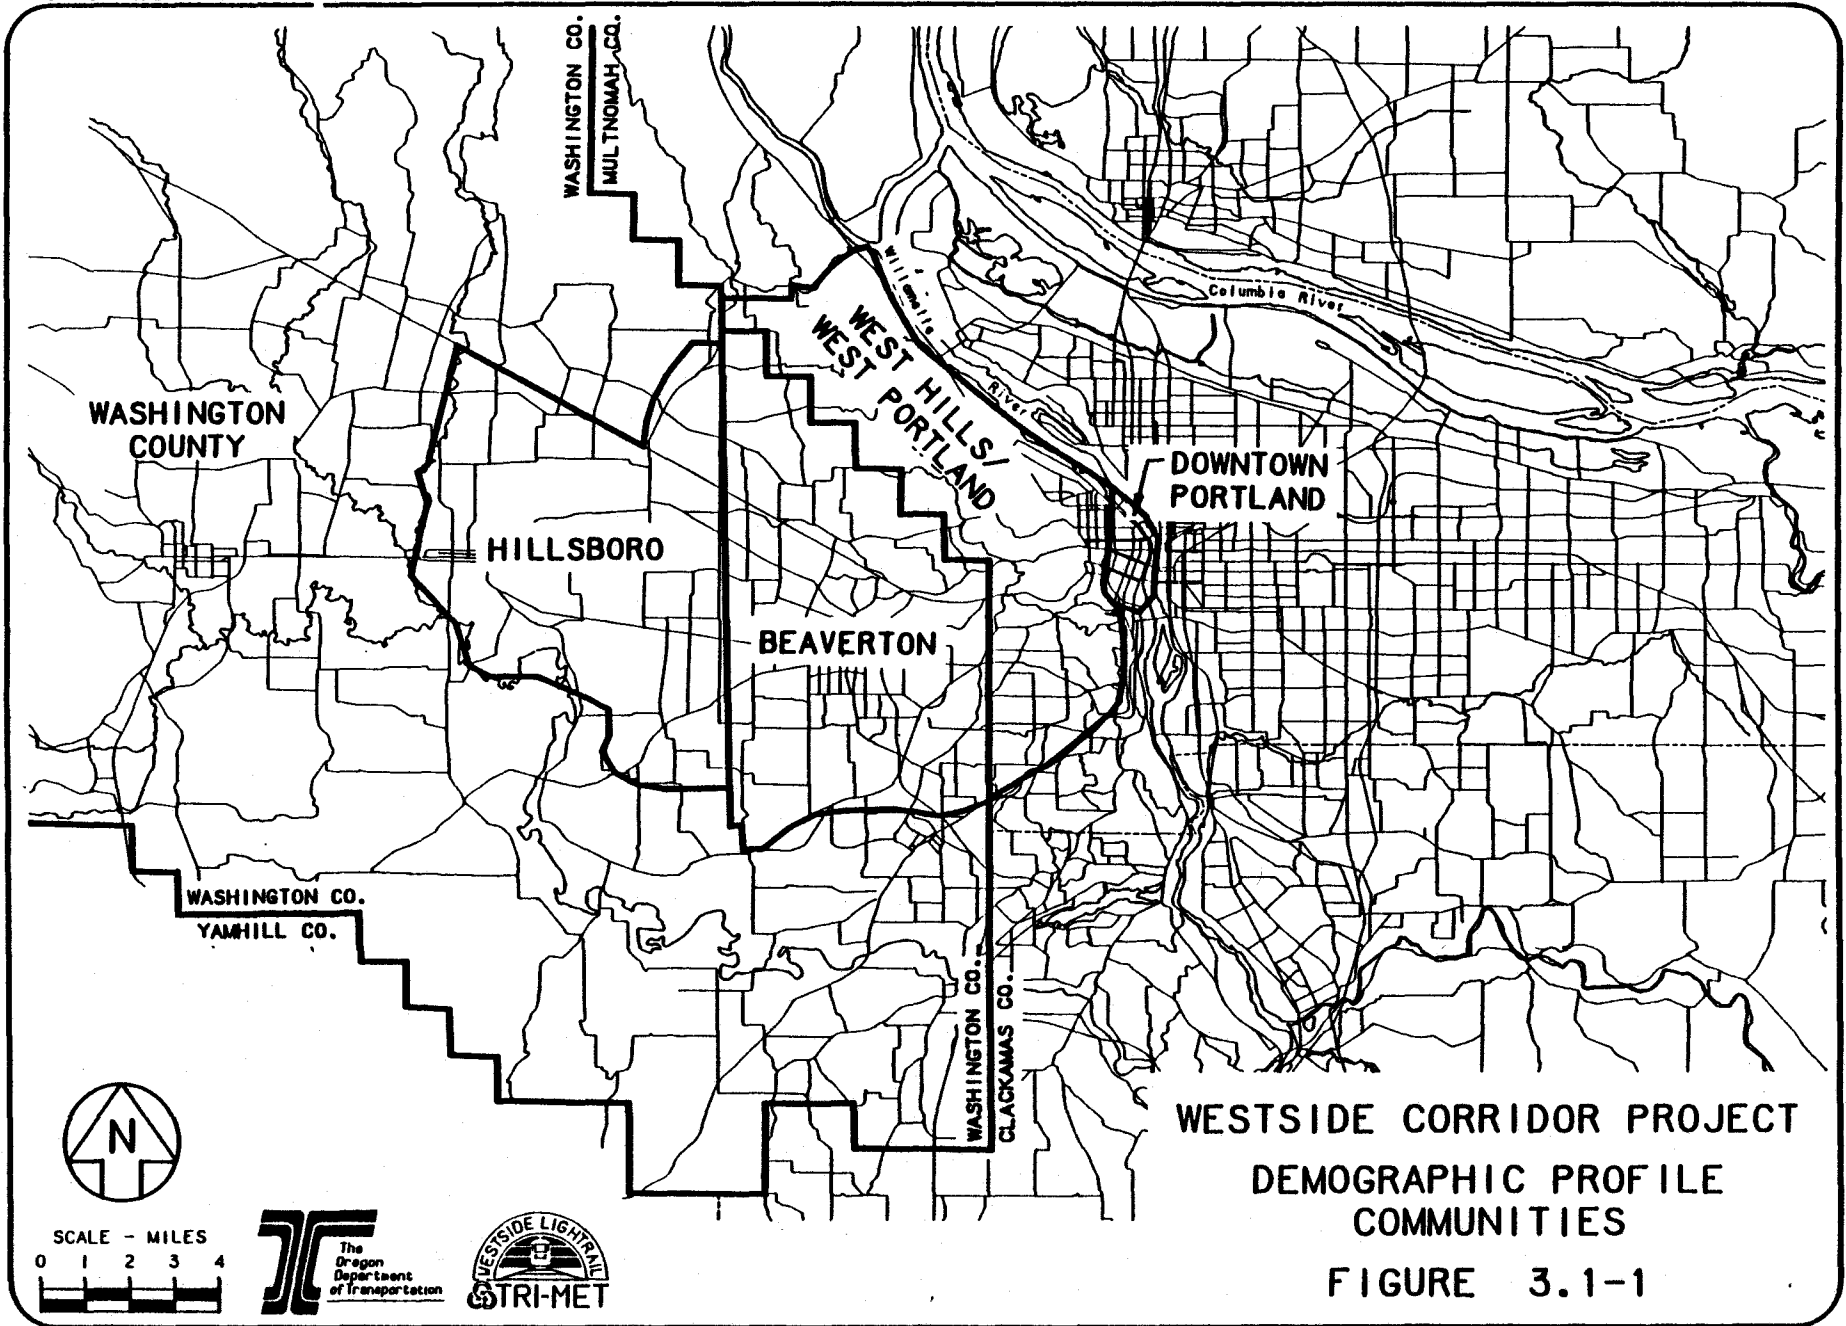 WASHINGTON CO.
MULTNOMAH CO.
Willamette
River
Columbia River
WEST HILLS/
WEST PORTLAND
WASHINGTON
COUNTY
DOWNTOWN
PORTLAND
HILLSBORO
BEAVERTON
WASHINGTON CO.
YAMHILL CO.
WASHINGTON CO.
CLACKAMAS CO.
N
SCALE - MILES
0 1 2 3 4
The
Oregon
Department
of Transportation
WESTSIDE LIGHTRAIL
TRI-MET
WESTSIDE CORRIDOR PROJECT
DEMOGRAPHIC PROFILE
COMMUNITIES
FIGURE 3.1-1